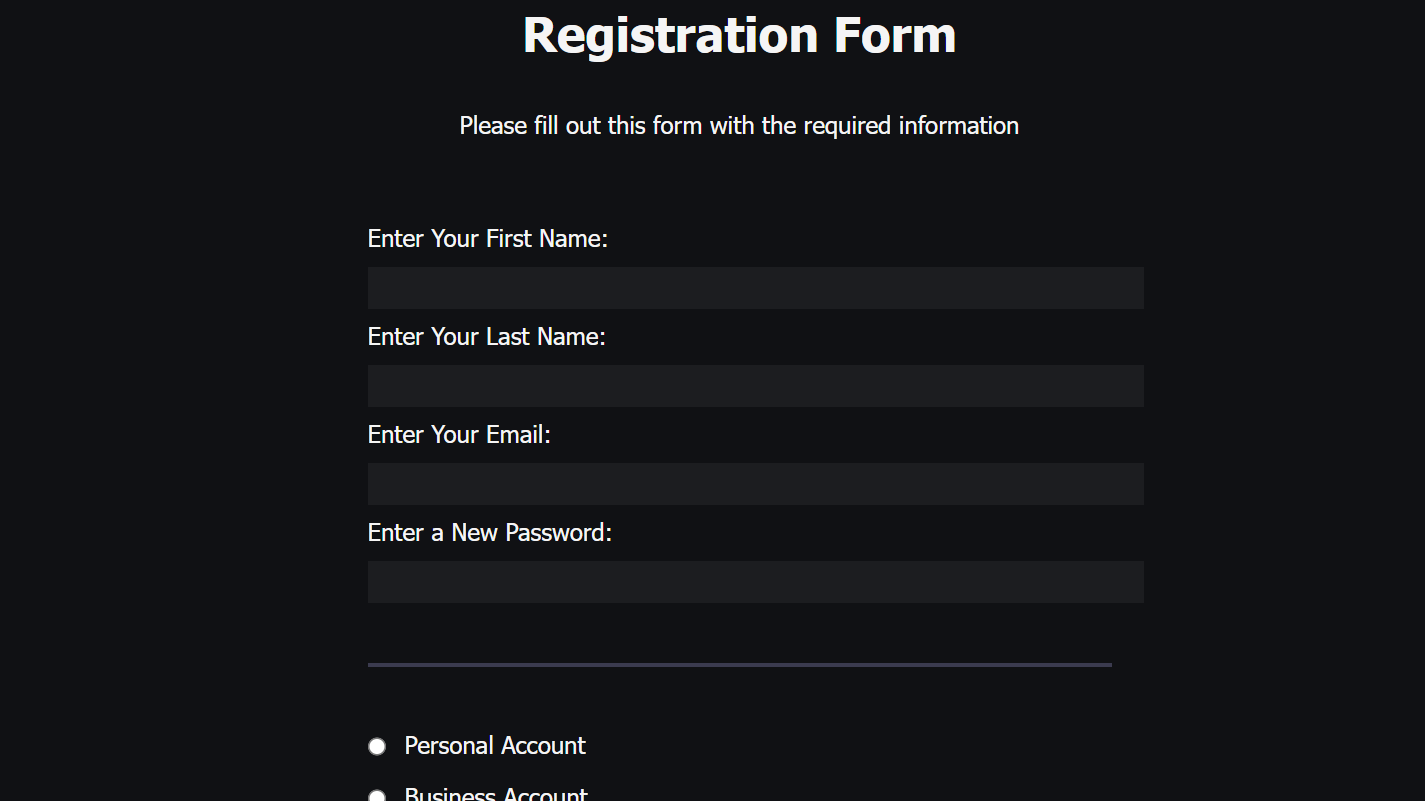 Registration Form
Please fill out this form with the required information
Enter Your First Name:
Enter Your Last Name:
Enter Your Email:
Enter a New Password:
Personal Account
Business Account